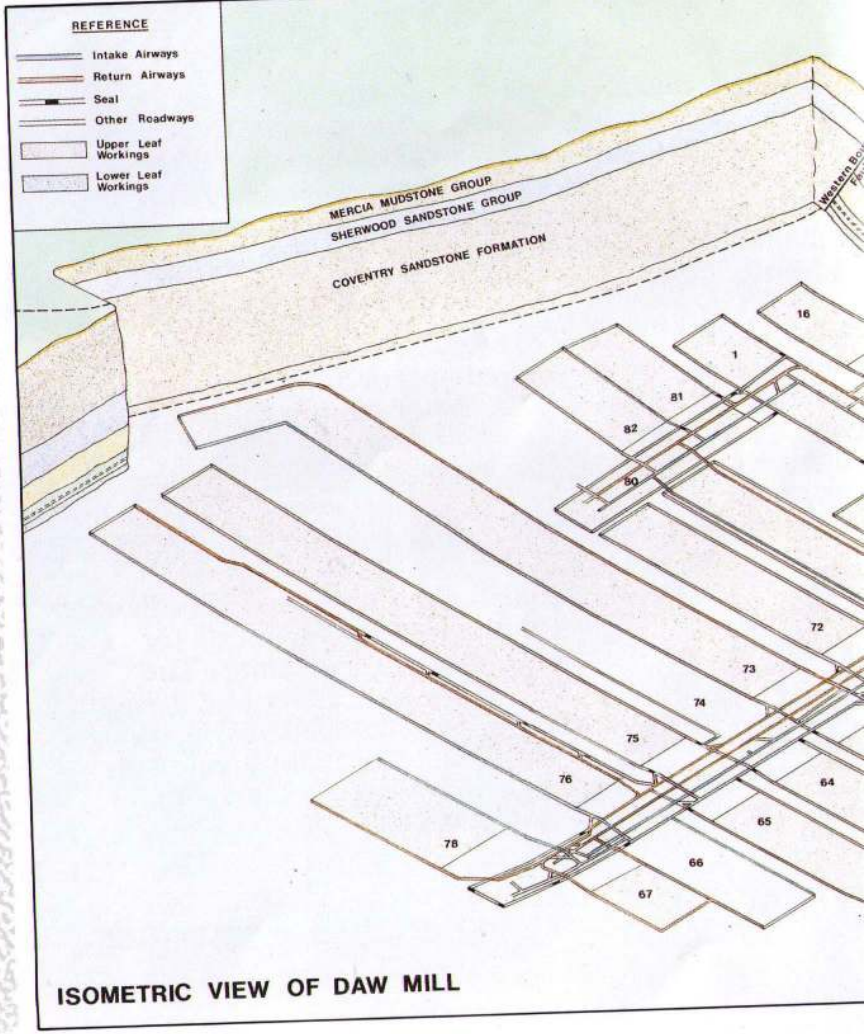 REFERENCE
Intake Airways
Return Airways
Seal
Other Roadways
Upper Leaf
Workings
Lower Leaf
Workings
MERCIA MUDSTONE GROUP
SHERWOOD SANDSTONE GROUP
COVENTRY SANDSTONE FORMATION
Western
16
1
81
82
80
72
73
74
75
76
78
64
65
66
67
ISOMETRIC VIEW OF DAW MILL